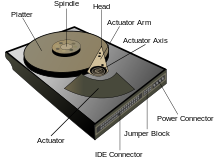 Spindle
Head
Platter
Actuator Arm
Actuator Axis
Power Connector
Jumper Block
Actuator
IDE Connector